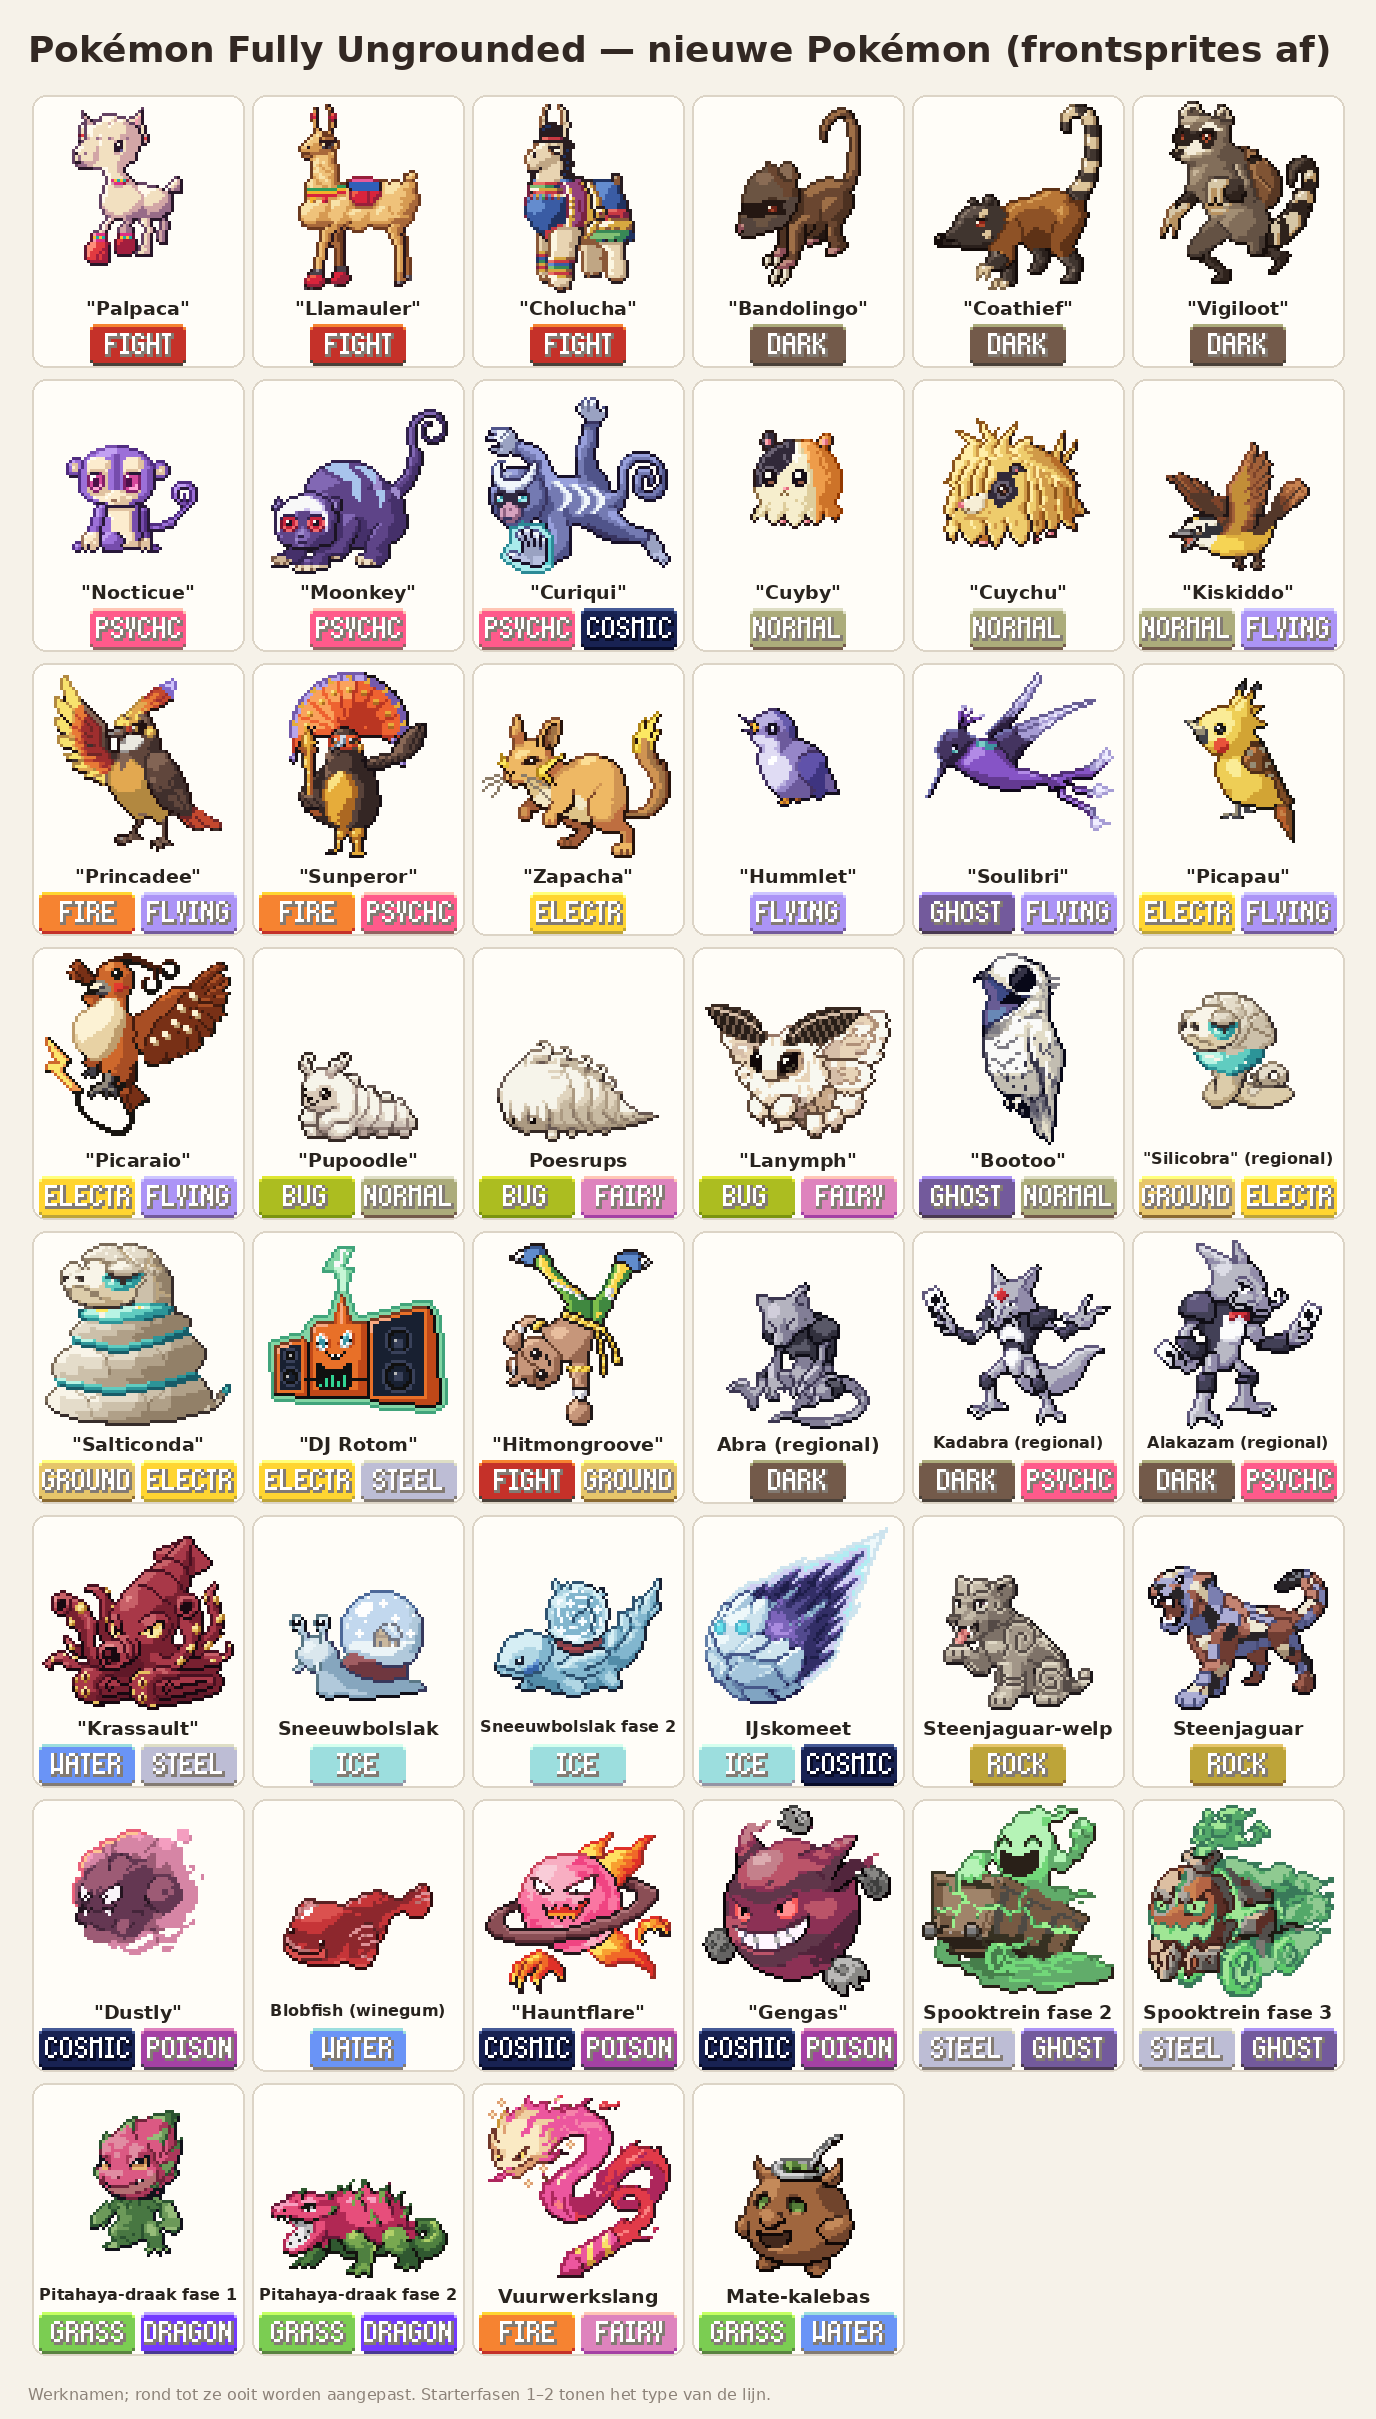 Pokémon Fully Ungrounded — nieuwe Pokémon (frontsprites af)
"Palpaca" "Llamauler" "Cholucha" "Bandolingo" "Coathief" "Vigiloot"
FIGHT FIGHT FIGHT DARK DARK DARK
"Nocticue" "Moonkey" "Curiqui" "Cuyby" "Cuychu" "Kiskiddo"
PSYCHC PSYCHC PSYCHC COSMIC NORMAL NORMAL NORMAL FLYING
"Princadee" "Sunperor" "Zapacha" "Hummlet" "Soulibri" "Picapau"
FIRE FLYING FIRE PSYCHC ELECTR FLYING GHOST FLYING ELECTR FLYING
"Picaraio" "Pupoodle" Poesrups "Lanymph" "Bootoo" "Silicobra" (regional)
ELECTR FLYING BUG NORMAL BUG FAIRY BUG FAIRY GHOST NORMAL GROUND ELECTR
"Salticonda" "DJ Rotom" "Hitmongroove" Abra (regional) Kadabra (regional) Alakazam (regional)
GROUND ELECTR ELECTR STEEL FIGHT GROUND DARK DARK PSYCHC DARK PSYCHC
"Krassault" Sneeuwbolslak Sneeuwbolslak fase 2 IJskomeet Steenjaguar-welp Steenjaguar
WATER STEEL ICE ICE ICE COSMIC ROCK ROCK
"Dustly" Blobfish (winegum) "Hauntflare" "Gengas" Spooktrein fase 2 Spooktrein fase 3
COSMIC POISON WATER COSMIC POISON COSMIC POISON STEEL GHOST STEEL GHOST
Pitahaya-draak fase 1 Pitahaya-draak fase 2 Vuurwerkslang Mate-kalebas
GRASS DRAGON GRASS DRAGON FIRE FAIRY GRASS WATER
Werknamen; rond tot ze ooit worden aangepast. Starterfasen 1–2 tonen het type van de lijn.